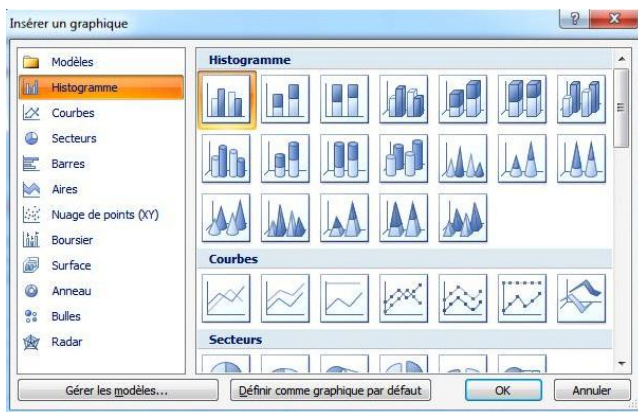 Insérer un graphique
Modèles
Histogramme
Courbes
Secteurs
Barres
Aires
Nuage de points (XY)
Boursier
Surface
Anneau
Bulles
Radar
Histogramme
Courbes
Secteurs
Gérer les modèles...
Définir comme graphique par défaut
OK
Annuler